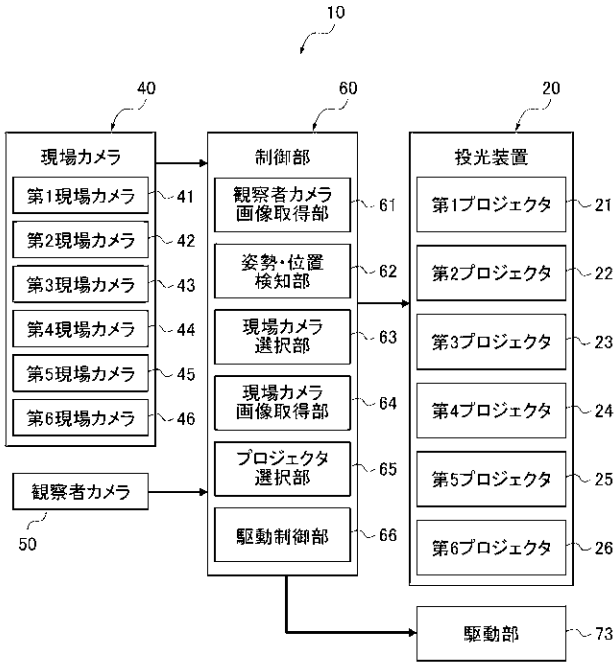 10
40
現場カメラ
第1現場カメラ
41
第2現場カメラ
42
第3現場カメラ
43
第4現場カメラ
44
第5現場カメラ
45
第6現場カメラ
46
観察者カメラ
50
60
制御部
観察者カメラ
画像取得部
61
姿勢・位置
検知部
62
現場カメラ
選択部
63
現場カメラ
画像取得部
64
プロジェクタ
選択部
65
駆動制御部
66
20
投光装置
第1プロジェクタ
21
第2プロジェクタ
22
第3プロジェクタ
23
第4プロジェクタ
24
第5プロジェクタ
25
第6プロジェクタ
26
駆動部
73